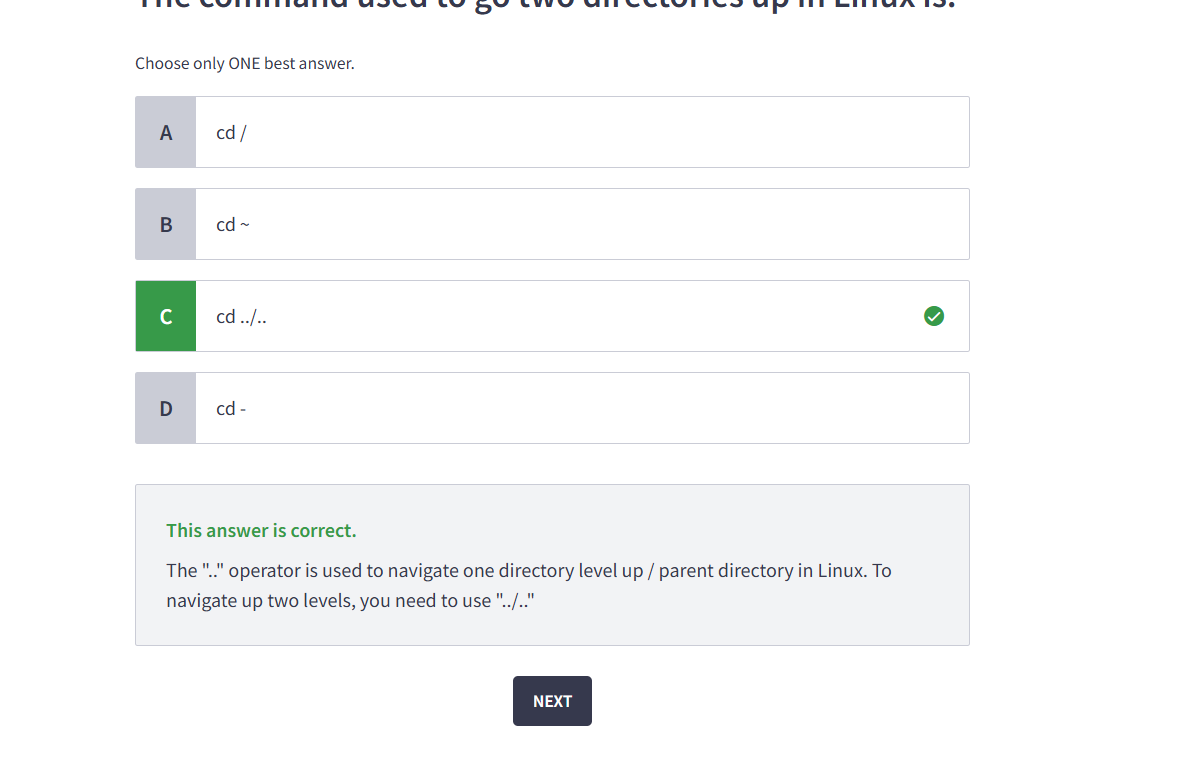 The command used to go two directories up in Linux is:
Choose only ONE best answer.
A
cd /
B
cd ~
C
cd ../..
D
cd -
This answer is correct.
The ".." operator is used to navigate one directory level up / parent directory in Linux. To
navigate up two levels, you need to use "../.."
NEXT